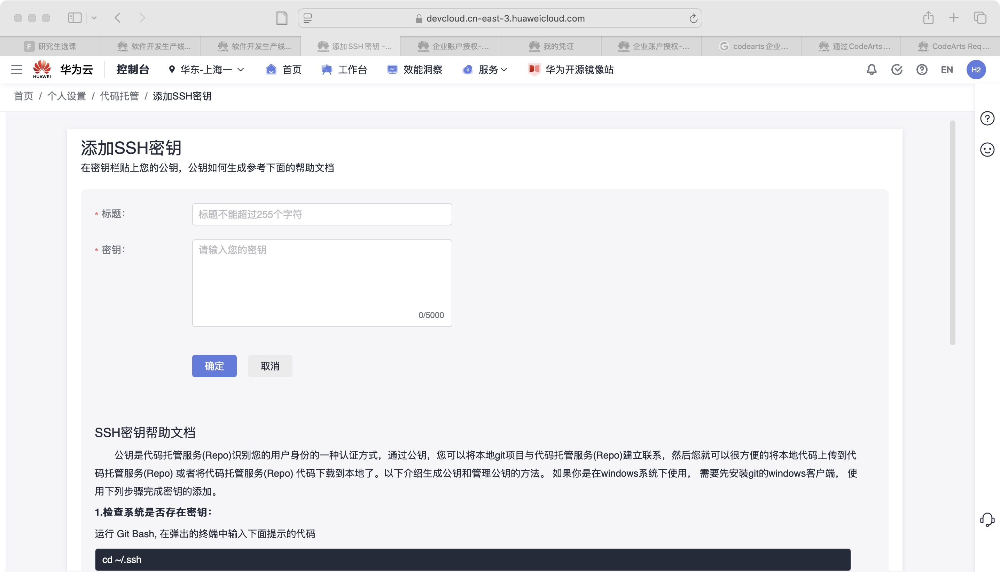 devcloud.cn-east-3.huaweicloud.com
F 研究生选课
HUAWEI 软件开发生产线...
HUAWEI 软件开发生产线...
添加SSH密钥 -...
企业账户授权-...
我的凭证
企业账户授权-...
G codearts企业...
HUAWEI 通过CodeArts...
HUAWEI CodeArts Req...
HUAWEI 华为云 控制台 华东-上海一 首页 工作台 效能洞察 服务 华为开源镜像站 EN H2
首页 / 个人设置 / 代码托管 / 添加SSH密钥
添加SSH密钥
在密钥栏贴上您的公钥，公钥如何生成参考下面的帮助文档
* 标题： 标题不能超过255个字符
* 密钥： 请输入您的密钥
0/5000
确定 取消
SSH密钥帮助文档
公钥是代码托管服务(Repo)识别您的用户身份的一种认证方式，通过公钥，您可以将本地git项目与代码托管服务(Repo)建立联系，然后您就可以很方便的将本地代码上传到代
码托管服务(Repo) 或者将代码托管服务(Repo) 代码下载到本地了。以下介绍生成公钥和管理公钥的方法。 如果你是在windows系统下使用， 需要先安装git的windows客户端， 使
用下列步骤完成密钥的添加。
1.检查系统是否存在密钥：
运行 Git Bash, 在弹出的终端中输入下面提示的代码
cd ~/.ssh